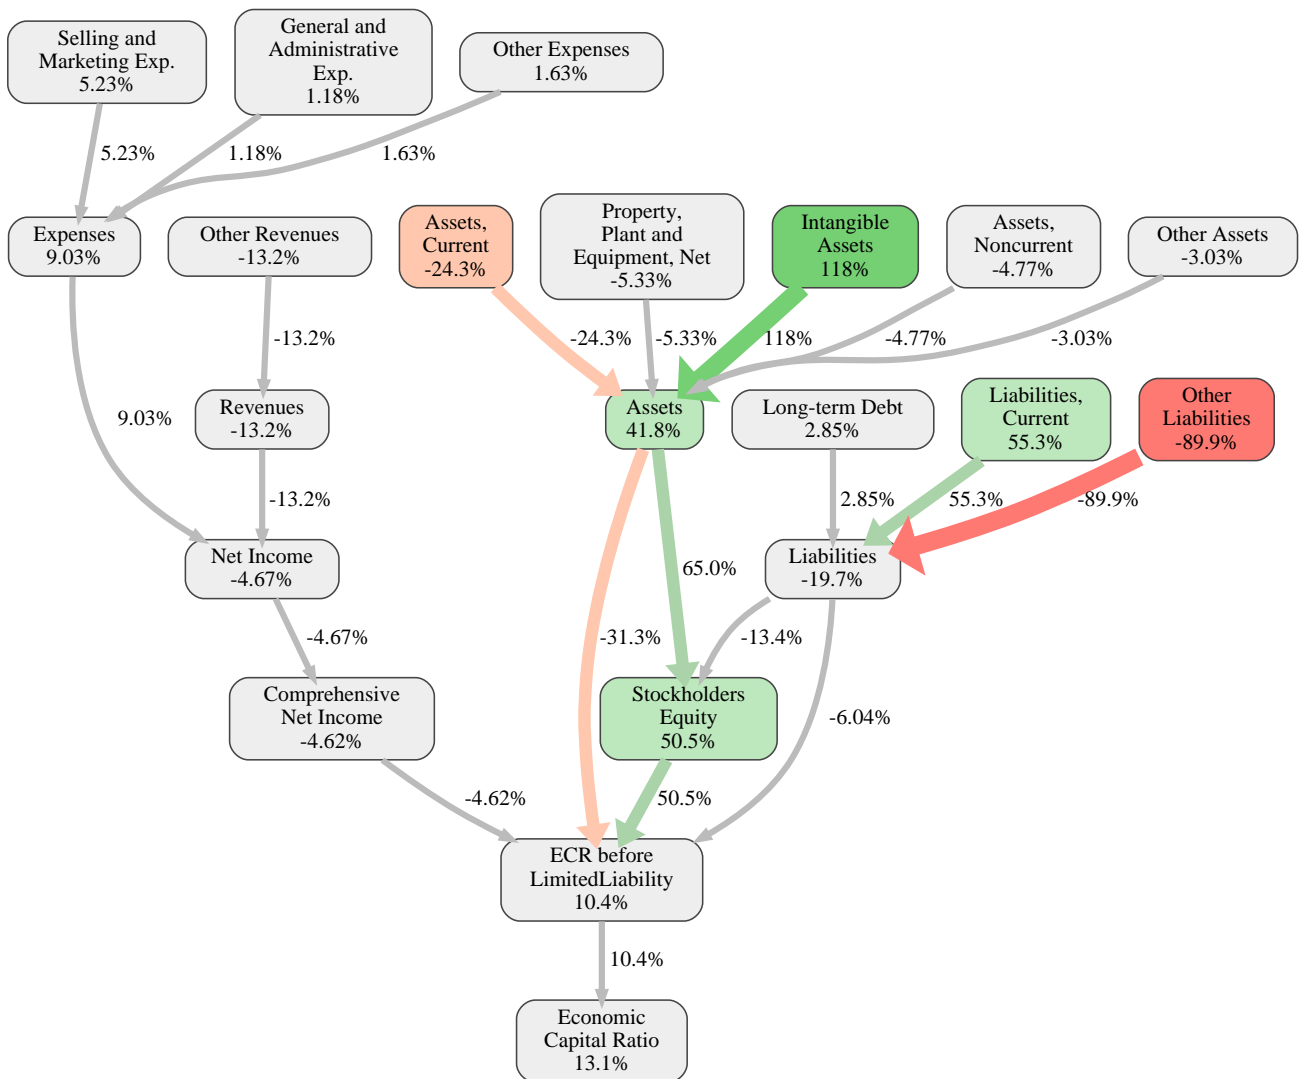 Selling and
Marketing Exp.
5.23%
General and
Administrative
Exp.
1.18%
Other Expenses
1.63%
5.23%
1.18%
1.63%
Expenses
9.03%
Other Revenues
-13.2%
Assets,
Current
-24.3%
Property,
Plant and
Equipment, Net
-5.33%
Intangible
Assets
118%
Assets,
Noncurrent
-4.77%
Other Assets
-3.03%
-13.2%
-24.3%
-5.33%
118%
-4.77%
-3.03%
9.03%
Revenues
-13.2%
Assets
41.8%
Long-term Debt
2.85%
Liabilities,
Current
55.3%
Other
Liabilities
-89.9%
-13.2%
2.85%
55.3%
-89.9%
Net Income
-4.67%
65.0%
Liabilities
-19.7%
-4.67%
-31.3%
-13.4%
Comprehensive
Net Income
-4.62%
Stockholders
Equity
50.5%
-6.04%
-4.62%
50.5%
ECR before
LimitedLiability
10.4%
10.4%
Economic
Capital Ratio
13.1%